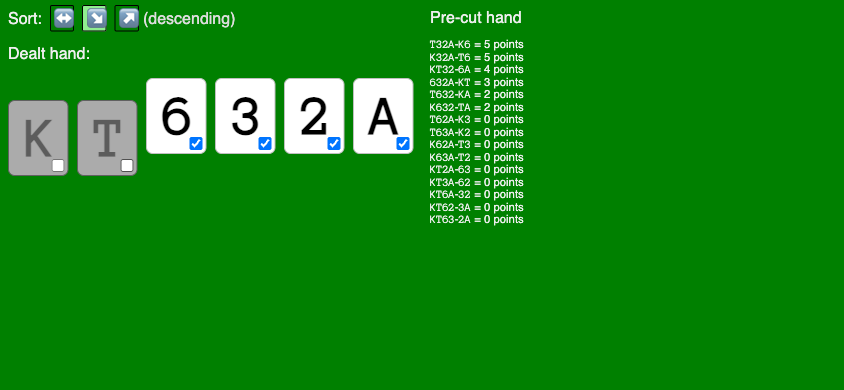 Sort: ↔ ↘ ↗ (descending)
Dealt hand:
K T 6 3 2 A
Pre-cut hand
T32A-K6 = 5 points
K32A-T6 = 5 points
KT32-6A = 4 points
632A-KT = 3 points
T632-KA = 2 points
K632-TA = 2 points
T62A-K3 = 0 points
T63A-K2 = 0 points
K62A-T3 = 0 points
K63A-T2 = 0 points
KT2A-63 = 0 points
KT3A-62 = 0 points
KT6A-32 = 0 points
KT62-3A = 0 points
KT63-2A = 0 points